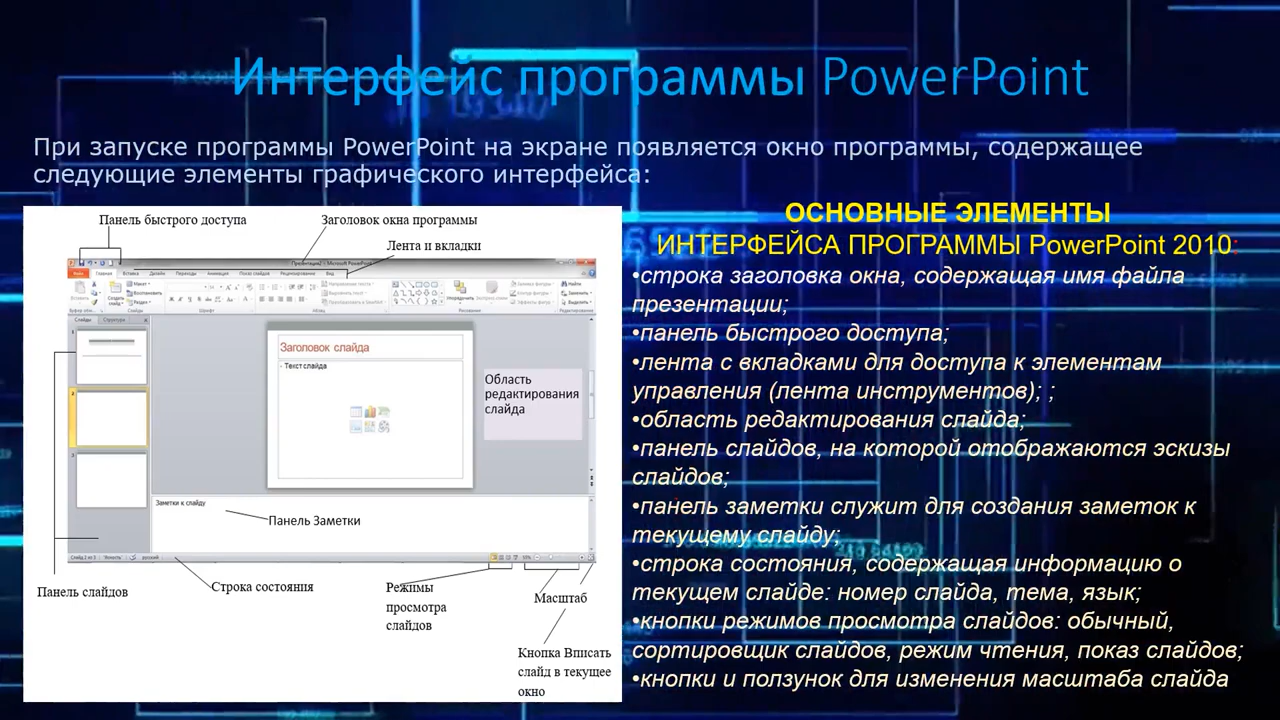 Интерфейс программы PowerPoint
При запуске программы PowerPoint на экране появляется окно программы, содержащее
следующие элементы графического интерфейса:
Панель быстрого доступа
Заголовок окна программы
Лента и вкладки
Заголовок слайда
Текст слайда
Область
редактирования
слайда
Заметки к слайду
Панель Заметки
Панель слайдов
Строка состояния
Режимы
просмотра
слайдов
Масштаб
Кнопка Вписать
слайд в текущее
окно
ОСНОВНЫЕ ЭЛЕМЕНТЫ
ИНТЕРФЕЙСА ПРОГРАММЫ PowerPoint 2010:
•строка заголовка окна, содержащая имя файла
презентации;
•панель быстрого доступа;
•лента с вкладками для доступа к элементам
управления (лента инструментов); ;
•область редактирования слайда;
•панель слайдов, на которой отображаются эскизы
слайдов;
•панель заметки служит для создания заметок к
текущему слайду;
•строка состояния, содержащая информацию о
текущем слайде: номер слайда, тема, язык;
•кнопки режимов просмотра слайдов: обычный,
сортировщик слайдов, режим чтения, показ слайдов;
•кнопки и ползунок для изменения масштаба слайда